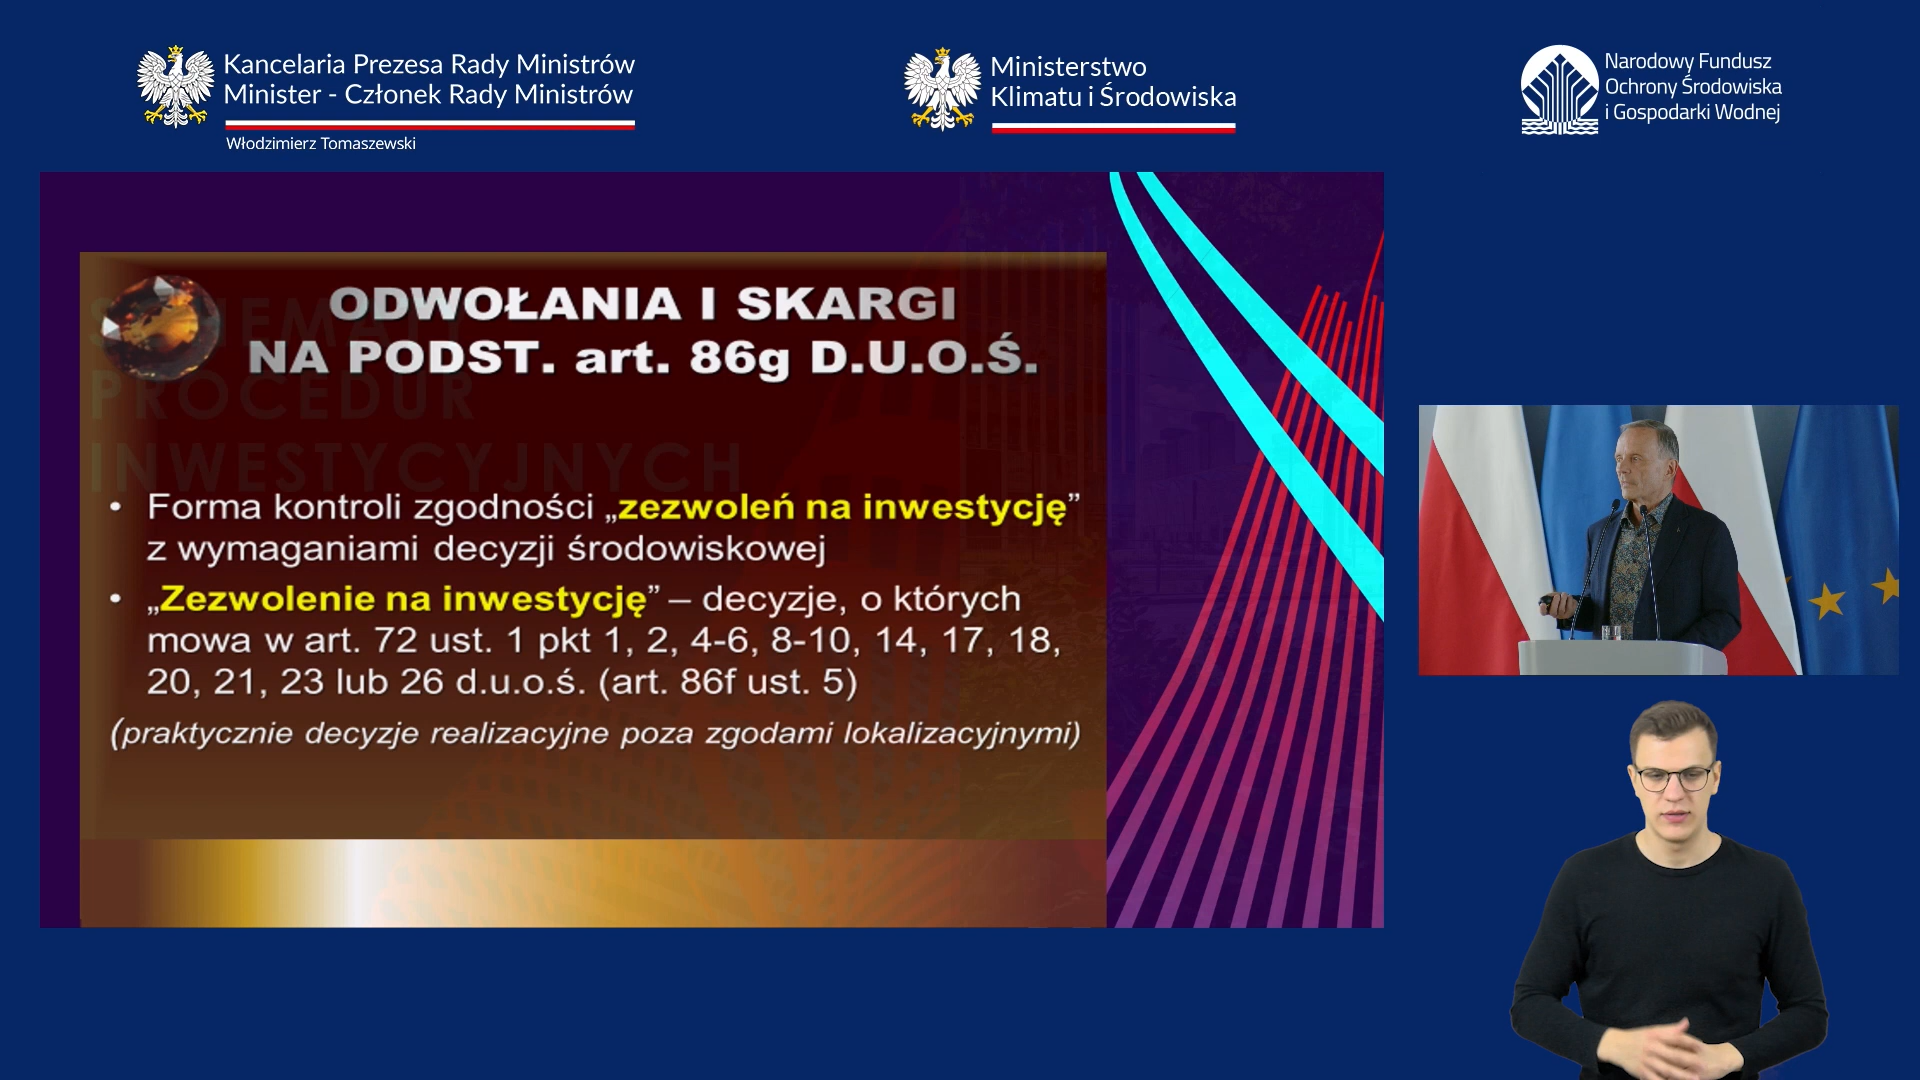 Kancelaria Prezesa Rady Ministrów
Minister - Członek Rady Ministrów
Włodzimierz Tomaszewski
Ministerstwo
Klimatu i Środowiska
Narodowy Fundusz
Ochrony Środowiska
i Gospodarki Wodnej
ODWOŁANIA I SKARGI
NA PODST. art. 86g D.U.O.Ś.
SCHEMATY
PROCEDUR
INWESTYCYJNYCH
• Forma kontroli zgodności „zezwoleń na inwestycję”
z wymaganiami decyzji środowiskowej
• „Zezwolenie na inwestycję” – decyzje, o których
mowa w art. 72 ust. 1 pkt 1, 2, 4-6, 8-10, 14, 17, 18,
20, 21, 23 lub 26 d.u.o.ś. (art. 86f ust. 5)
(praktycznie decyzje realizacyjne poza zgodami lokalizacyjnymi)